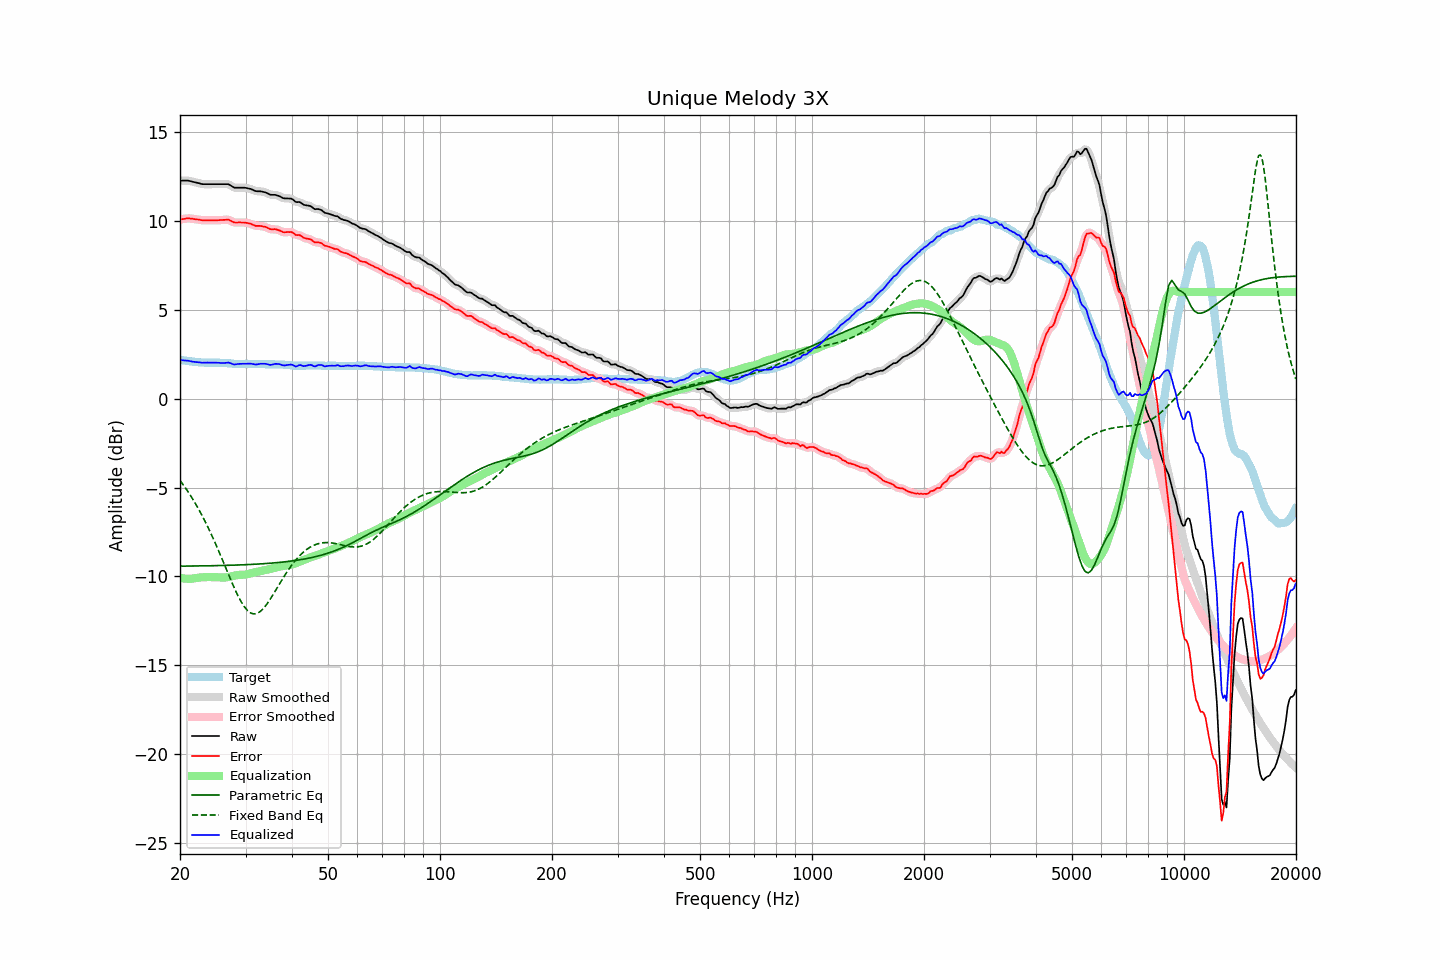 Unique Melody 3X
15
10
5
0
−5
−10
−15
−20
−25
Amplitude (dBr)
Target
Raw Smoothed
Error Smoothed
Raw
Error
Equalization
Parametric Eq
Fixed Band Eq
Equalized
20 50 100 200 500 1000 2000 5000 10000 20000
Frequency (Hz)